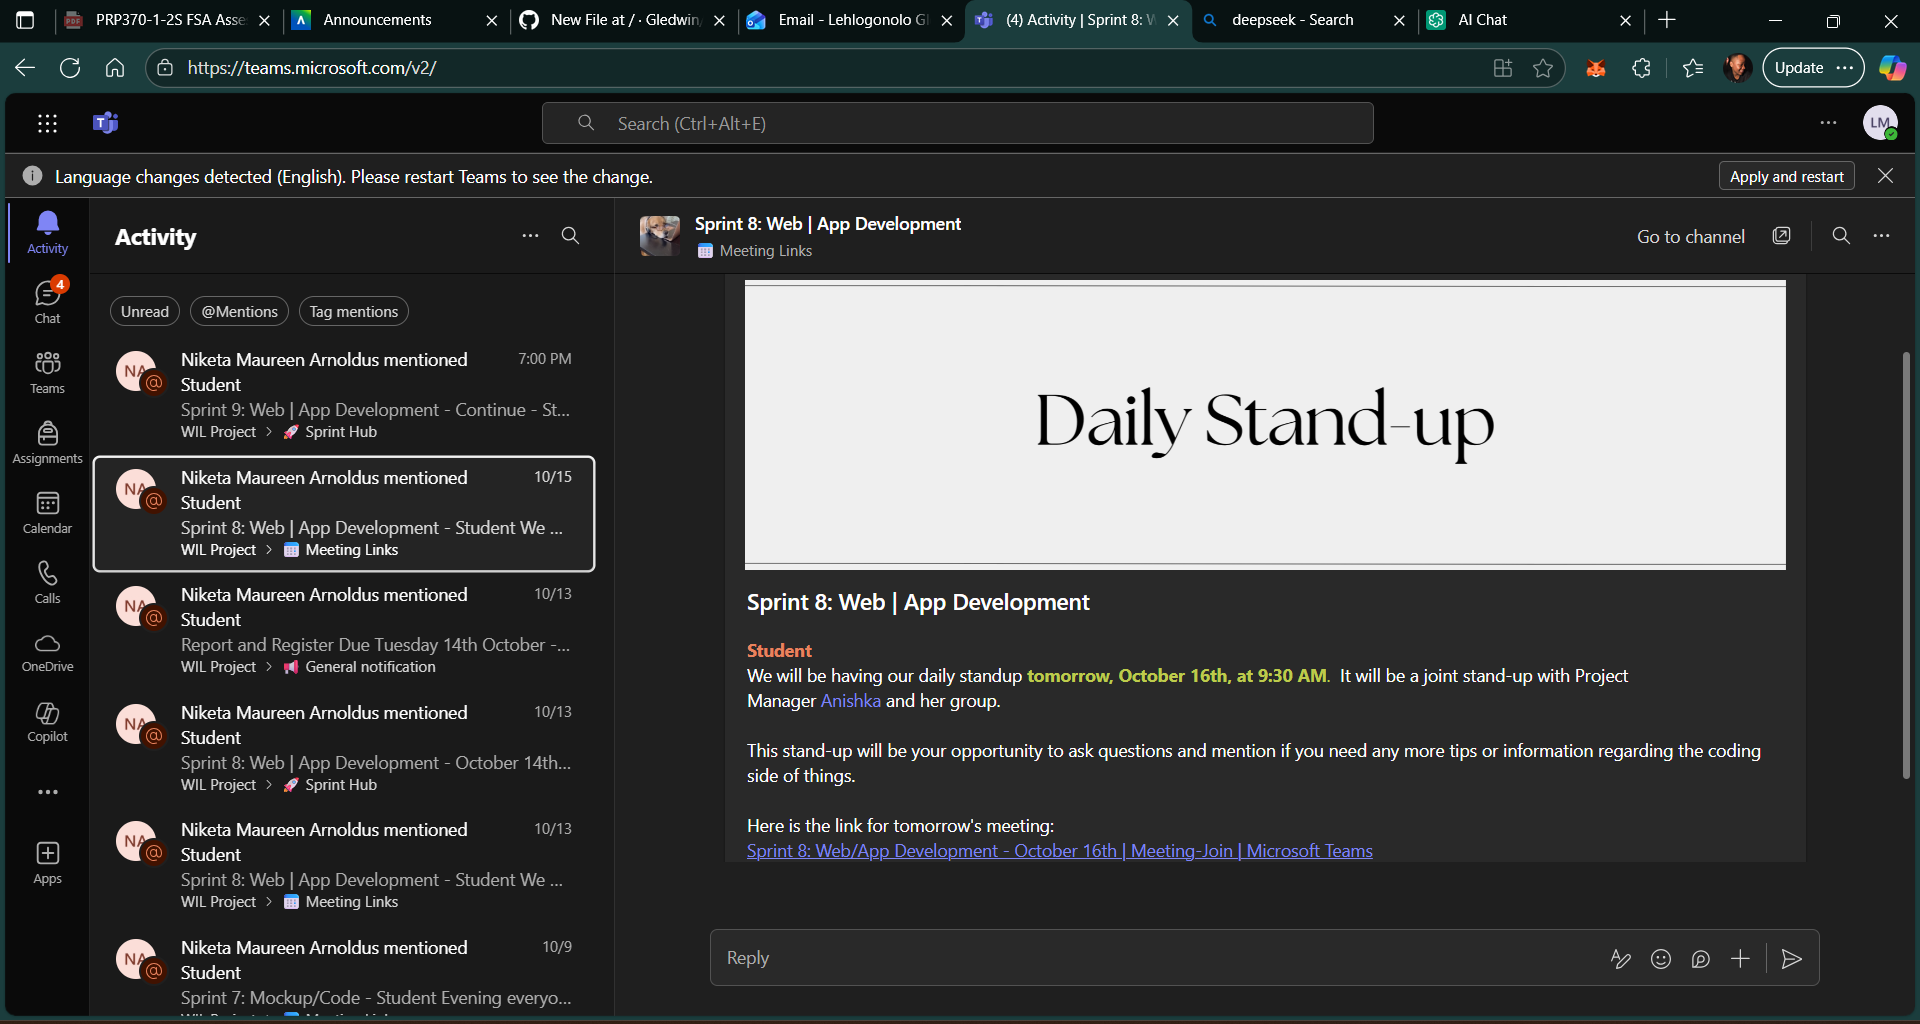 PRP370-1-2S FSA Asse
Announcements
New File at / · Gledwin
Email - Lehlogonolo Gl
(4) Activity | Sprint 8: W
deepseek - Search
AI Chat
https://teams.microsoft.com/v2/
Update
Search (Ctrl+Alt+E)
LM
Language changes detected (English). Please restart Teams to see the change.
Apply and restart
Activity
Chat
4
Teams
Assignments
Calendar
Calls
OneDrive
Copilot
Apps
Activity
Unread
@Mentions
Tag mentions
NA
Niketa Maureen Arnoldus mentioned
7:00 PM
Student
Sprint 9: Web | App Development - Continue - St...
WIL Project > 🚀 Sprint Hub
NA
Niketa Maureen Arnoldus mentioned
10/15
Student
Sprint 8: Web | App Development - Student We ...
WIL Project > Meeting Links
NA
Niketa Maureen Arnoldus mentioned
10/13
Student
Report and Register Due Tuesday 14th October -...
WIL Project > General notification
NA
Niketa Maureen Arnoldus mentioned
10/13
Student
Sprint 8: Web | App Development - October 14th...
WIL Project > 🚀 Sprint Hub
NA
Niketa Maureen Arnoldus mentioned
10/13
Student
Sprint 8: Web | App Development - Student We ...
WIL Project > Meeting Links
NA
Niketa Maureen Arnoldus mentioned
10/9
Student
Sprint 7: Mockup/Code - Student Evening everyo...
Sprint 8: Web | App Development
Meeting Links
Go to channel
Daily Stand-up
Sprint 8: Web | App Development
Student
We will be having our daily standup tomorrow, October 16th, at 9:30 AM. It will be a joint stand-up with Project
Manager Anishka and her group.
This stand-up will be your opportunity to ask questions and mention if you need any more tips or information regarding the coding
side of things.
Here is the link for tomorrow's meeting:
Sprint 8: Web/App Development - October 16th | Meeting-Join | Microsoft Teams
Reply